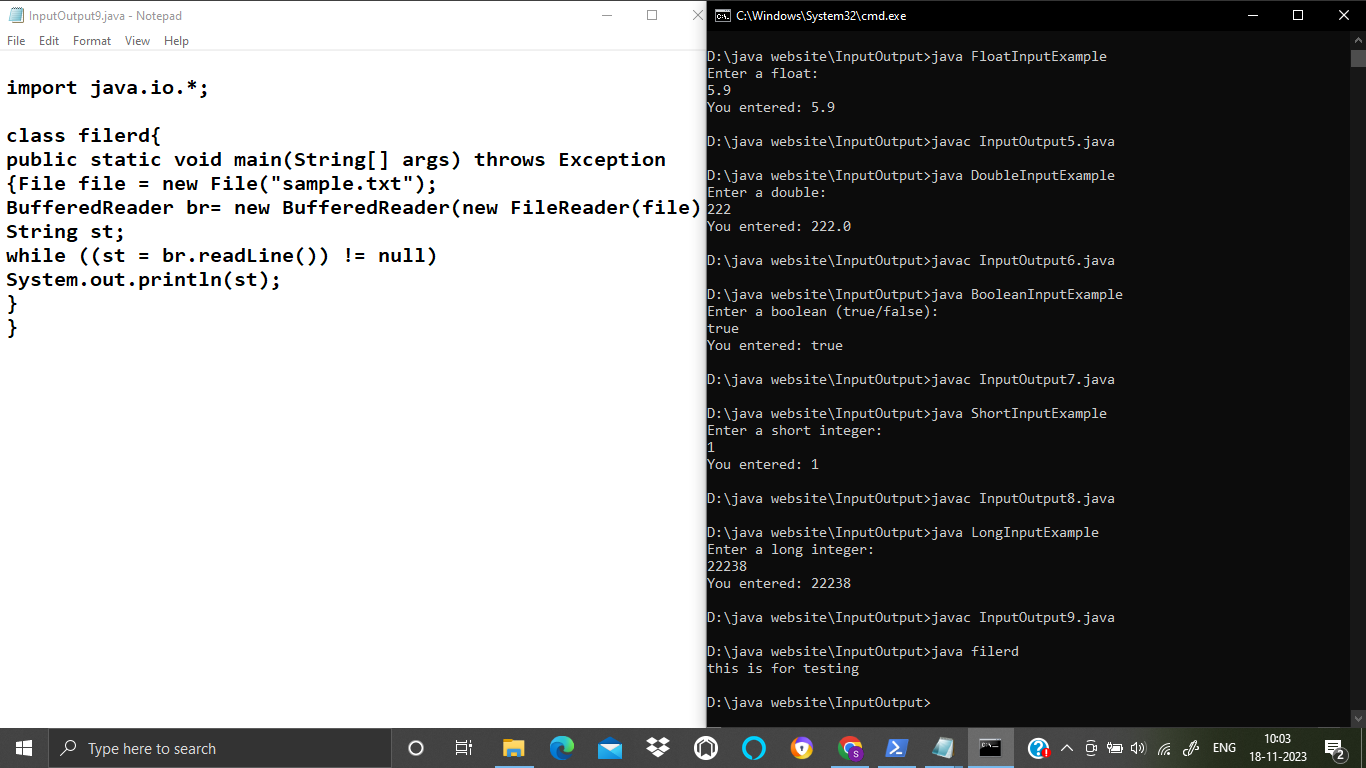 InputOutput9.java - Notepad
File Edit Format View Help
import java.io.*;
class filerd{
public static void main(String[] args) throws Exception
{File file = new File("sample.txt");
BufferedReader br= new BufferedReader(new FileReader(file)
String st;
while ((st = br.readLine()) != null)
System.out.println(st);
}
}
C:\Windows\System32\cmd.exe
D:\java website\InputOutput>java FloatInputExample
Enter a float:
5.9
You entered: 5.9
D:\java website\InputOutput>javac InputOutput5.java
D:\java website\InputOutput>java DoubleInputExample
Enter a double:
222
You entered: 222.0
D:\java website\InputOutput>javac InputOutput6.java
D:\java website\InputOutput>java BooleanInputExample
Enter a boolean (true/false):
true
You entered: true
D:\java website\InputOutput>javac InputOutput7.java
D:\java website\InputOutput>java ShortInputExample
Enter a short integer:
1
You entered: 1
D:\java website\InputOutput>javac InputOutput8.java
D:\java website\InputOutput>java LongInputExample
Enter a long integer:
22238
You entered: 22238
D:\java website\InputOutput>javac InputOutput9.java
D:\java website\InputOutput>java filerd
this is for testing
D:\java website\InputOutput>
Type here to search
S
ENG
10:03
18-11-2023
2